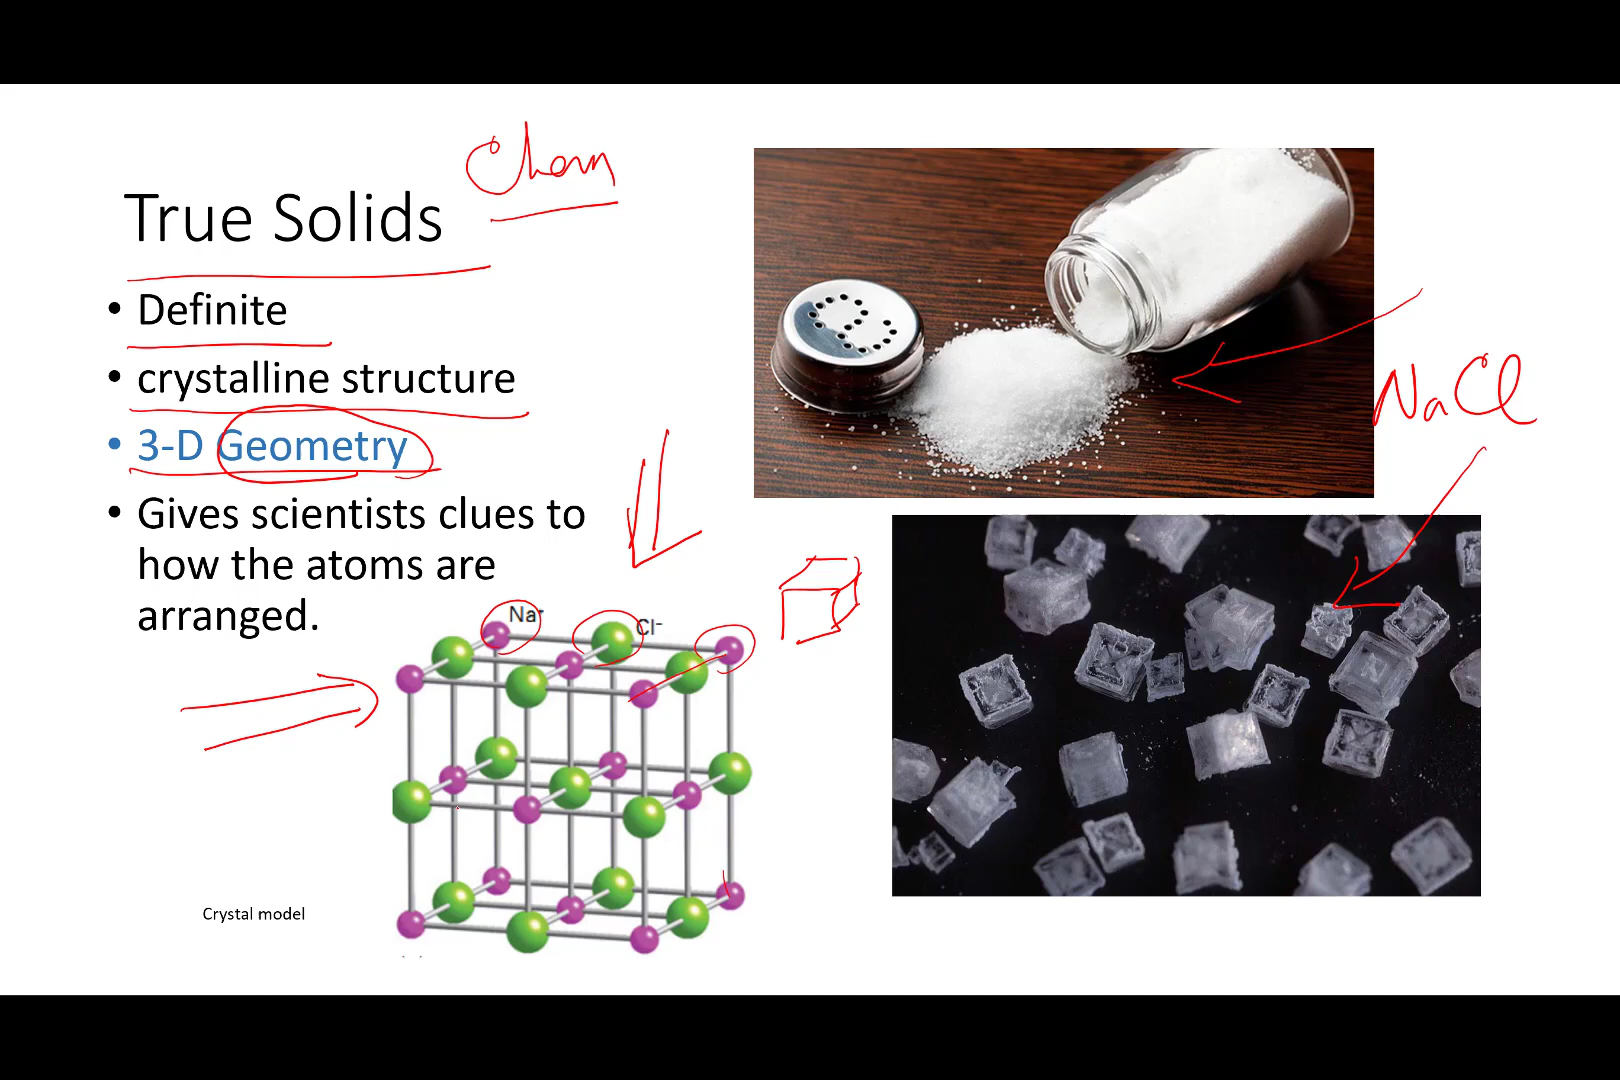 Chem
True Solids
• Definite
• crystalline structure
• 3-D Geometry
• Gives scientists clues to
how the atoms are
arranged.
NaCl
Na⁺
Cl⁻
Crystal model